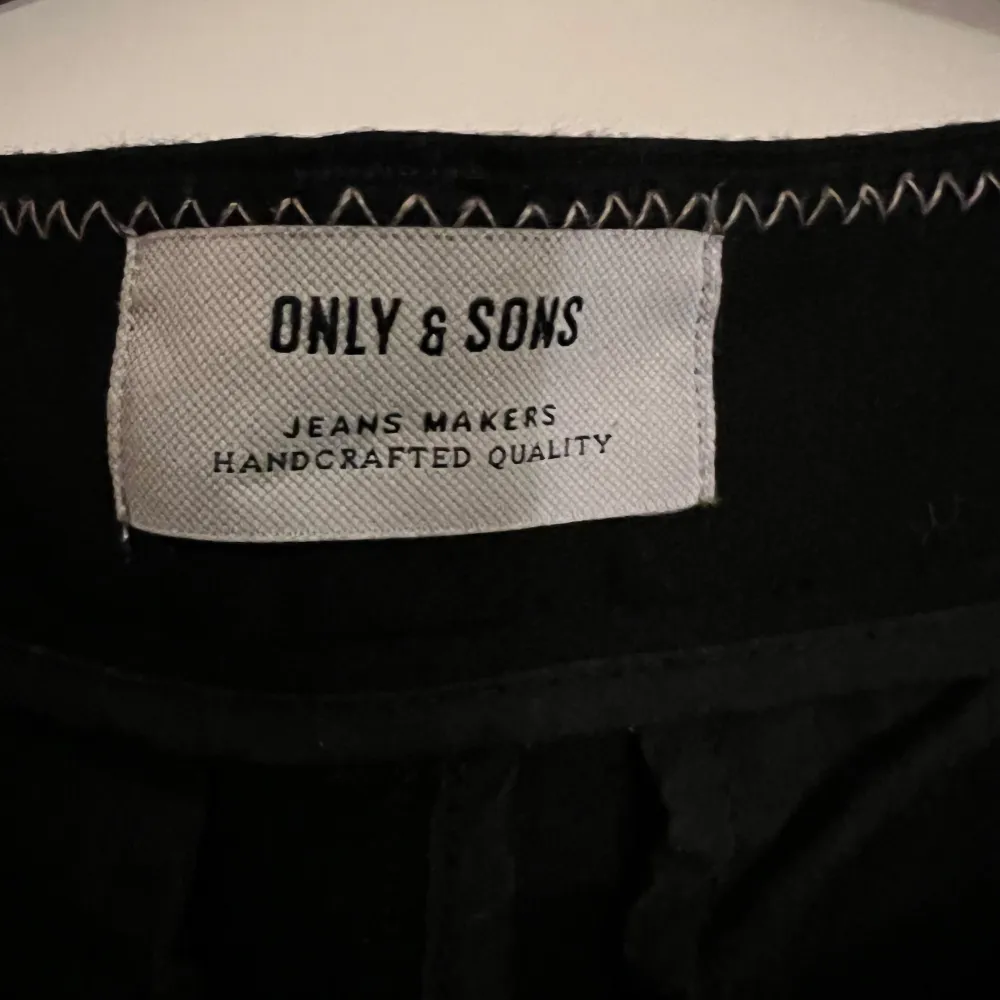 ONLY & SONS
JEANS MAKERS
HANDCRAFTED QUALITY